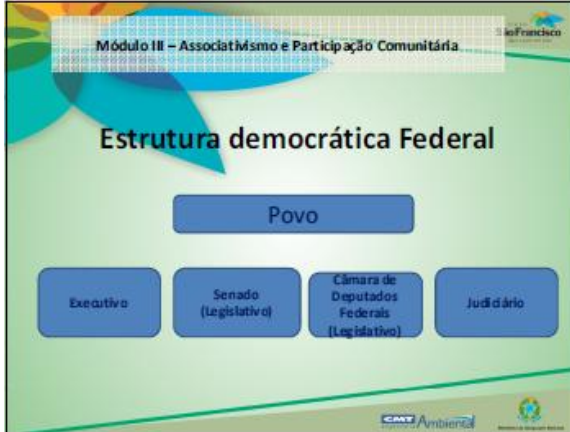 São Francisco
Módulo III – Associativismo e Participação Comunitária
Estrutura democrática Federal
Povo
Executivo
Senado
(Legislativo)
Câmara de
Deputados
Federais
(Legislativo)
Judiciário
CMT Ambiental